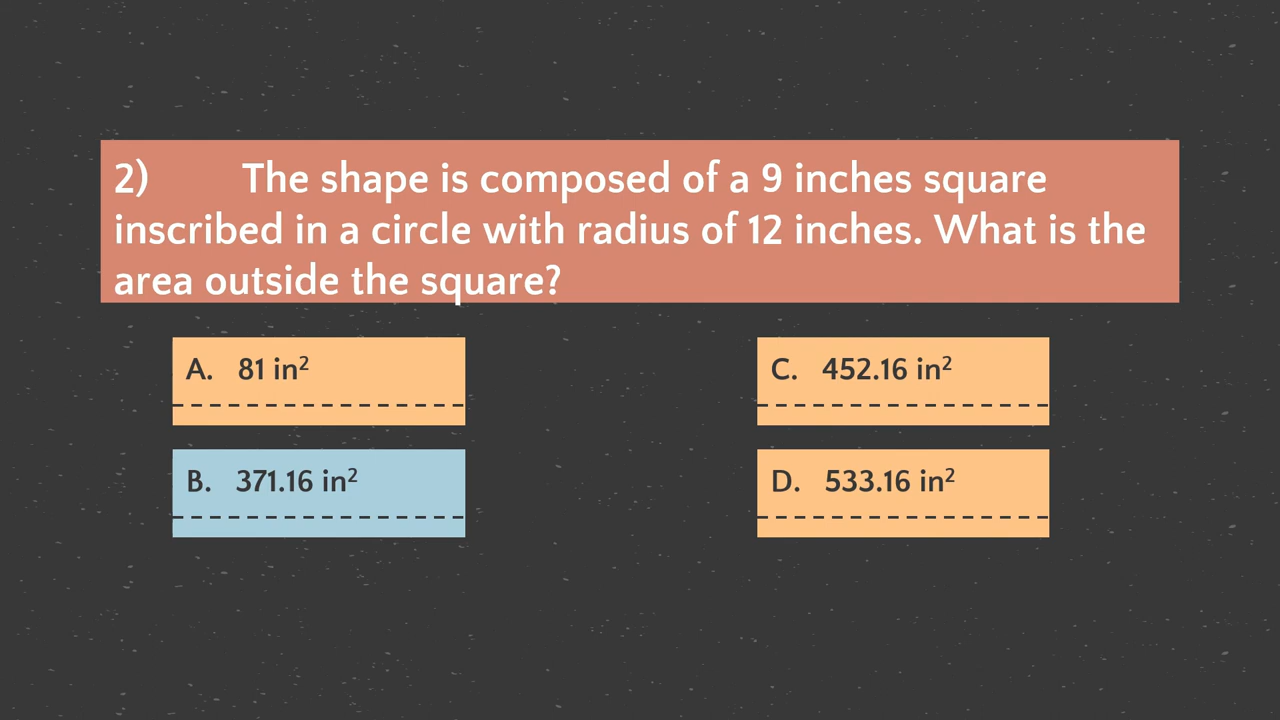 2) The shape is composed of a 9 inches square
inscribed in a circle with radius of 12 inches. What is the
area outside the square?
A. 81 in²
B. 371.16 in²
C. 452.16 in²
D. 533.16 in²